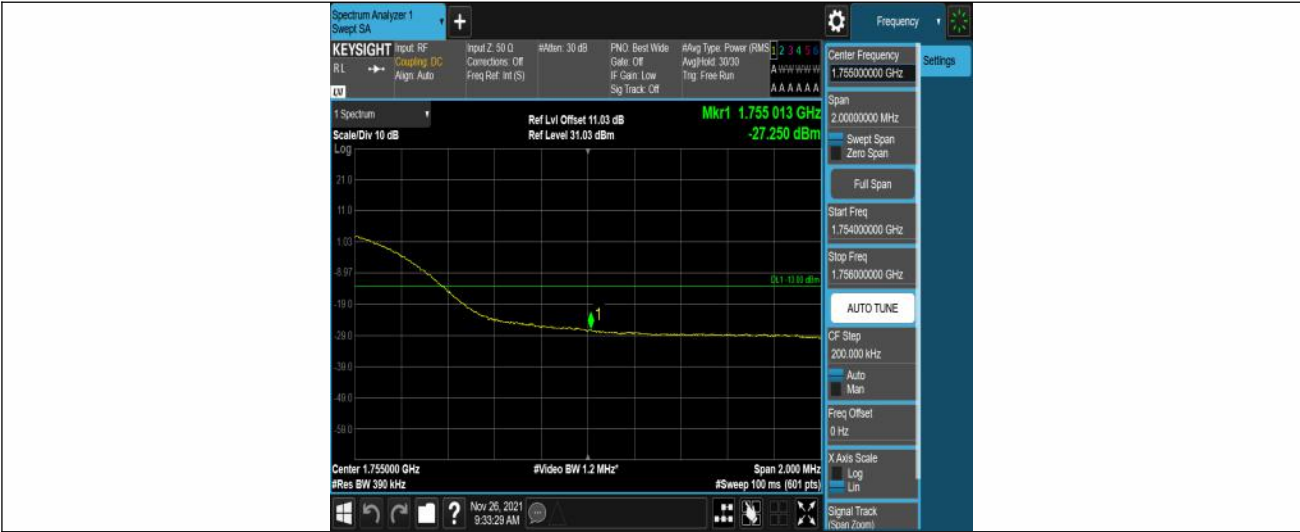 Spectrum Analyzer 1
Swept SA
+
Frequency
KEYSIGHT
RL
Input: RF
Coupling: DC
Align: Auto
Input Z: 50 Ω
Corrections: Off
Freq Ref: Int (S)
#Atten: 30 dB
PNO: Best Wide
Gate: Off
IF Gain: Low
Sig Track: Off
#Avg Type: Power (RMS
Avg|Hold: 30/30
Trig: Free Run
1 2 3 4 5 6
A W W W W W
A A A A A A
1 Spectrum
Scale/Div 10 dB
Log
Ref Lvl Offset 11.03 dB
Ref Level 31.03 dBm
Mkr1 1.755 013 GHz
-27.250 dBm
21.0
11.0
1.03
-8.97
-19.0
-29.0
-39.0
-49.0
-59.0
DL1 -13.00 dBm
1
Center 1.755000 GHz
#Res BW 390 kHz
#Video BW 1.2 MHz*
Span 2.000 MHz
#Sweep 100 ms (601 pts)
Nov 26, 2021
9:33:29 AM
?
Center Frequency
1.755000000 GHz
Settings
Span
2.00000000 MHz
Swept Span
Zero Span
Full Span
Start Freq
1.754000000 GHz
Stop Freq
1.756000000 GHz
AUTO TUNE
CF Step
200.000 kHz
Auto
Man
Freq Offset
0 Hz
X Axis Scale
Log
Lin
Signal Track
(Span Zoom)